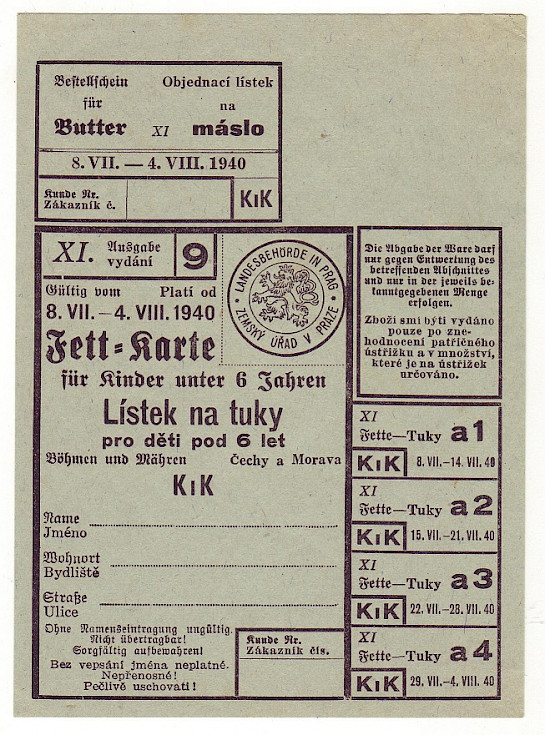 Bestellschein Objednací lístek
für na
Butter XI máslo
8. VII. — 4. VIII. 1940
Kunde Nr.
Zákazník č.
KiK
XI. Ausgabe
vydání
9
LANDESBEHÖRDE IN PRAG
ZEMSKÝ ÚŘAD V PRAZE
Gültig vom Platí od
8. VII. – 4. VIII. 1940
Fett=Karte
für Kinder unter 6 Jahren
Lístek na tuky
pro děti pod 6 let
Böhmen und Mähren Čechy a Morava
KiK
Name
Jméno
Wohnort
Bydliště
Straße
Ulice
Ohne Namenseintragung ungültig.
Nicht übertragbar!
Sorgfältig aufbewahren!
Bez vepsání jména neplatné.
Nepřenosné!
Pečlivě uschovati!
Kunde Nr.
Zákazník čís.
Die Abgabe der Ware darf
nur gegen Entwertung des
betreffenden Abschnittes
und nur in der jeweils be-
kanntgegebenen Menge
erfolgen.
Zboží smí býti vydáno
pouze po zne-
hodnocení patřičného
ústřižku a v množství,
které je na ústřižek
určováno.
XI
Fette—Tuky a1
KiK 8. VII.—14. VII. 40
XI
Fette—Tuky a2
KiK 15. VII.—21. VII. 40
XI
Fette—Tuky a3
KiK 22. VII.—28. VII. 40
XI
Fette—Tuky a4
KiK 29. VII.—4. VIII. 40